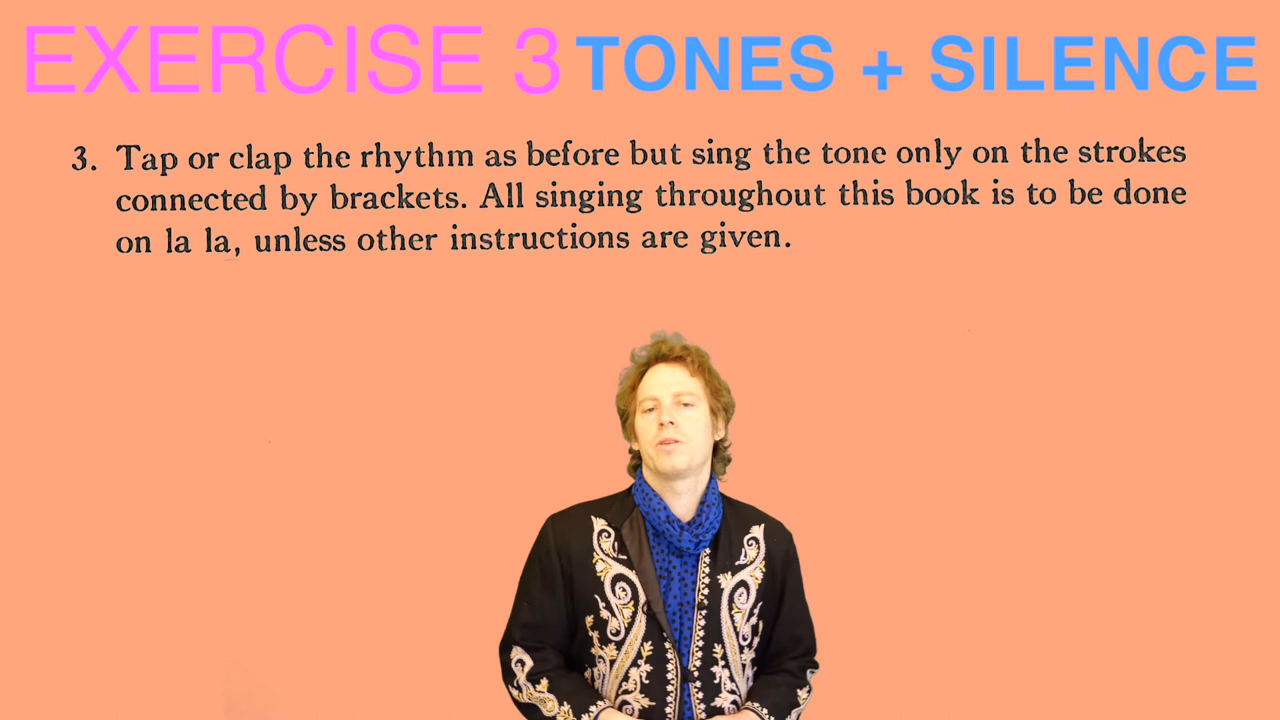 EXERCISE 3 TONES + SILENCE
3. Tap or clap the rhythm as before but sing the tone only on the strokes
connected by brackets. All singing throughout this book is to be done
on la la, unless other instructions are given.